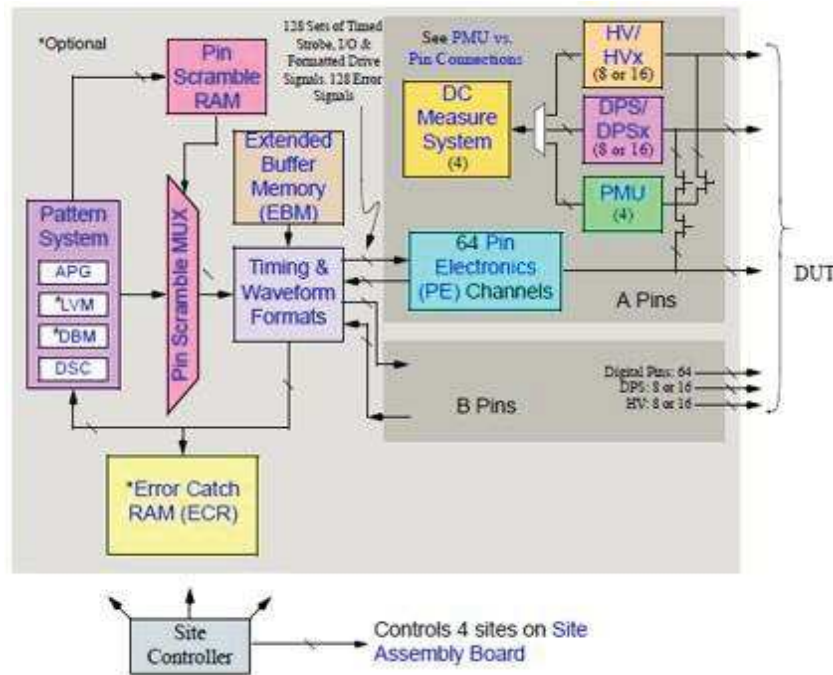 *Optional
Pin
Scramble
RAM
128 Sets of Timed
Strobe, I/O &
Formatted Drive
Signals. 128 Error
Signals
See PMU vs.
Pin Connections
HV/
HVx
(8 or 16)
DC
Measure
System
(4)
DPS/
DPSx
(8 or 16)
PMU
(4)
Extended
Buffer
Memory
(EBM)
Pattern
System
APG
*LVM
*DBM
DSC
Pin Scramble MUX
Timing &
Waveform
Formats
64 Pin
Electronics
(PE) Channels
A Pins
DUT
B Pins
Digital Pins: 64
DPS: 8 or 16
HV: 8 or 16
*Error Catch
RAM (ECR)
Site
Controller
Controls 4 sites on Site
Assembly Board